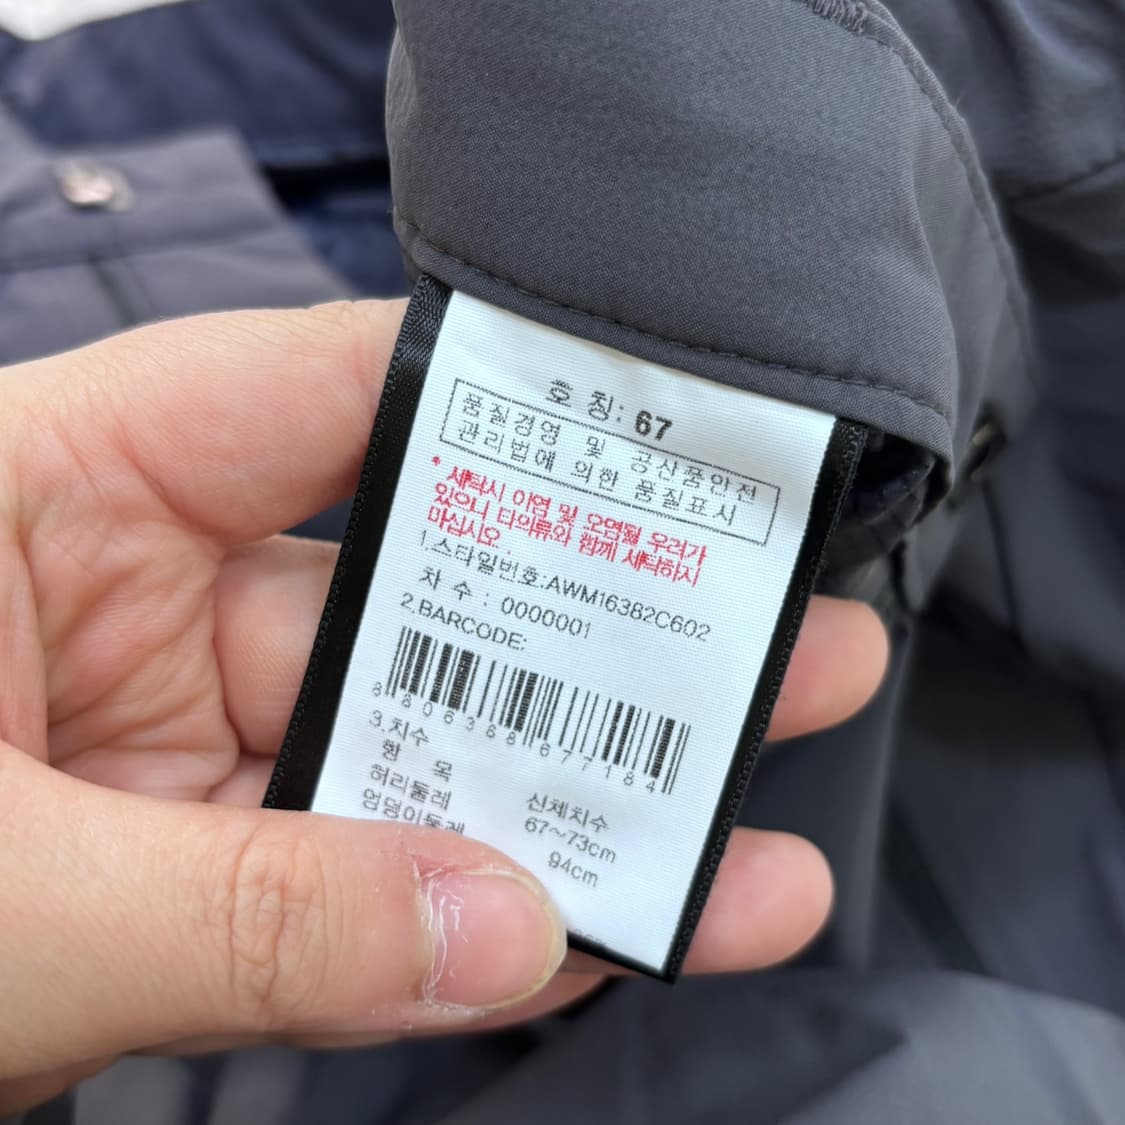 호 칭: 67
품질경영 및 공산품안전
관리법에 의한 품질표시
* 세탁시 이염 및 오염될 우려가
있으니 타의류와 함께 세탁하지
마십시오.
1.스타일번호:AWM16382C602
차 수 : 0000001
2.BARCODE:
8806388677184
3.치수
항 목 신체치수
허리둘레 67~73cm
엉덩이둘레 94cm